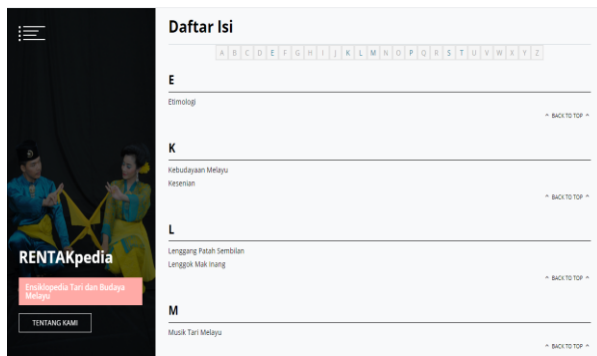 Daftar Isi
A B C D E F G H I J K L M N O P Q R S T U V W X Y Z
E
Etimologi
^ BACK TO TOP ^
K
Kebudayaan Melayu
Kesenian
^ BACK TO TOP ^
L
Lenggang Patah Sembilan
Lenggok Mak Inang
^ BACK TO TOP ^
M
Musik Tari Melayu
^ BACK TO TOP ^
RENTAKpedia
Ensiklopedia Tari dan Budaya
Melayu
TENTANG KAMI